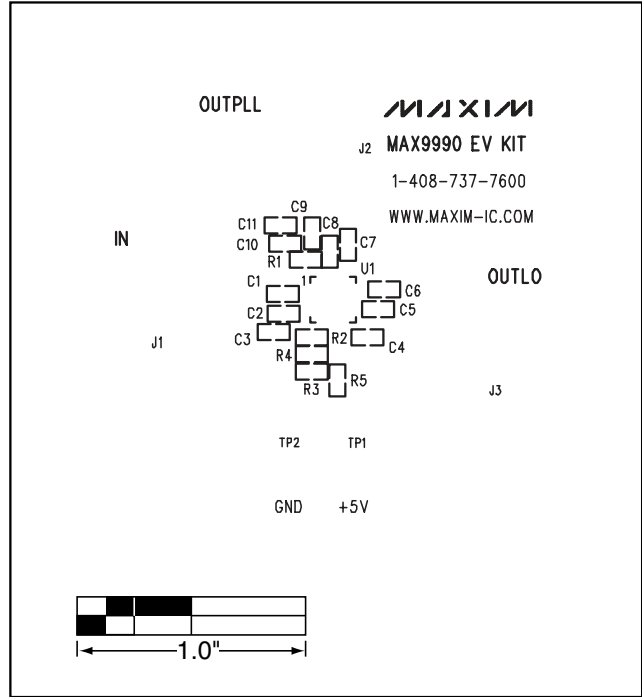 OUTPLL
MAXIM
J2 MAX9990 EV KIT
1-408-737-7600
WWW.MAXIM-IC.COM
C9
C11
C8
C10
C7
IN
R1
U1
OUTLO
C1
1
C6
C2
C5
C3
R2
C4
J1
R4
R3
R5
J3
TP2
TP1
GND
+5V
1.0"